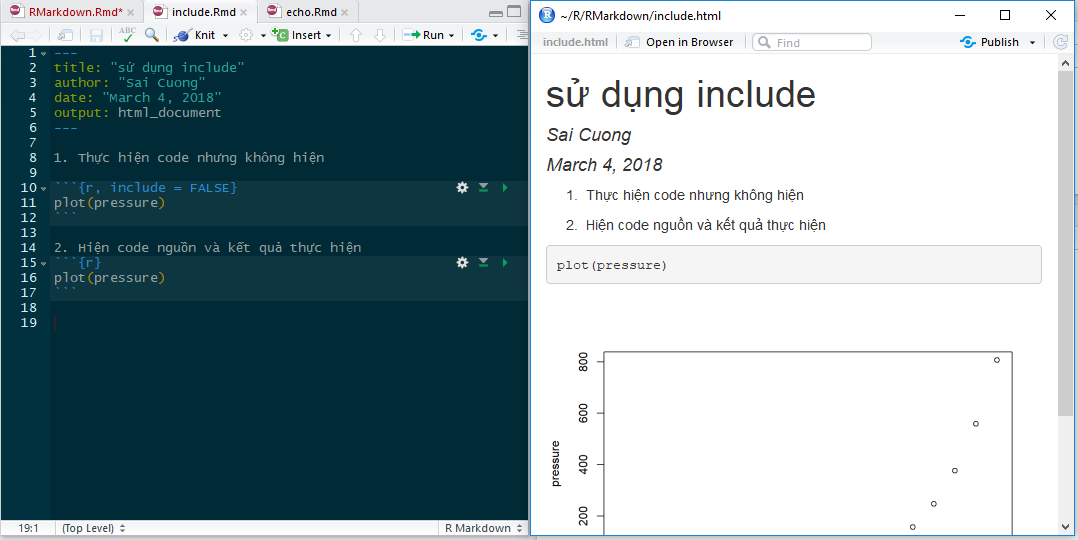 RMarkdown.Rmd* include.Rmd echo.Rmd
ABC Knit Insert Run
1 ---
2 title: "sử dụng include"
3 author: "Sai Cuong"
4 date: "March 4, 2018"
5 output: html_document
6 ---
7
8 1. Thực hiện code nhưng không hiện
9
10 ```{r, include = FALSE}
11 plot(pressure)
12 ```
13
14 2. Hiện code nguồn và kết quả thực hiện
15 ```{r}
16 plot(pressure)
17 ```
18
19
19:1 (Top Level) R Markdown
~/R/RMarkdown/include.html
include.html Open in Browser Find Publish
sử dụng include
Sai Cuong
March 4, 2018
1. Thực hiện code nhưng không hiện
2. Hiện code nguồn và kết quả thực hiện
plot(pressure)
800
600
400
200
pressure